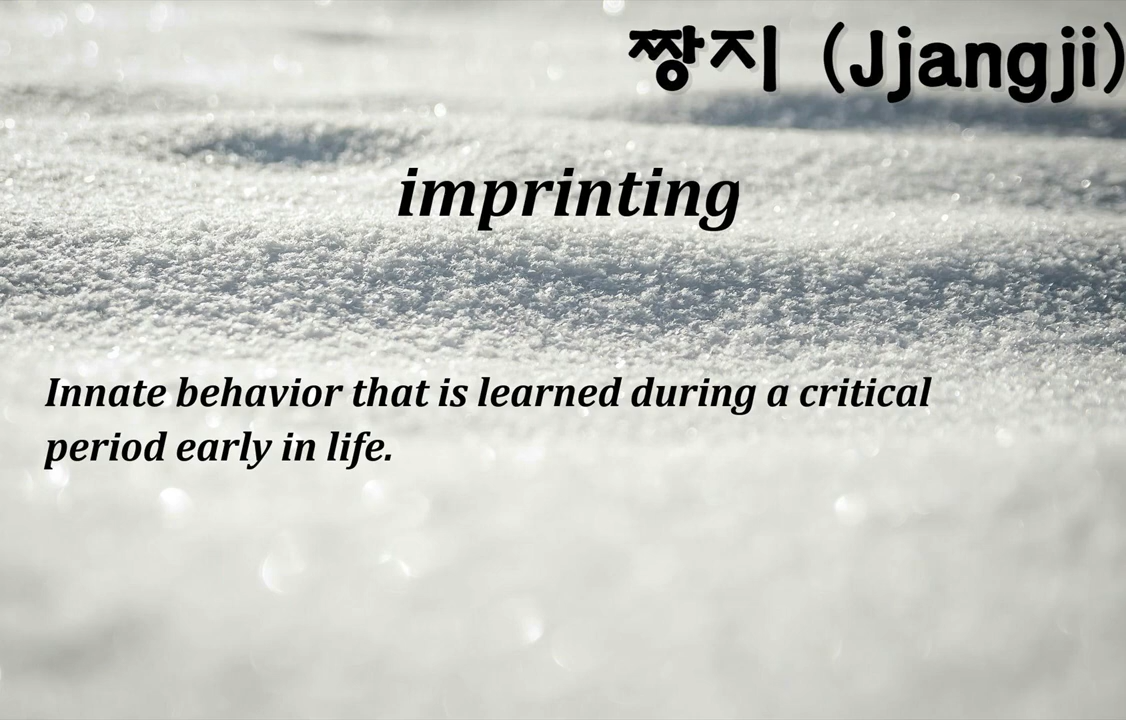 짱지 (Jjangji)
imprinting
Innate behavior that is learned during a critical
period early in life.